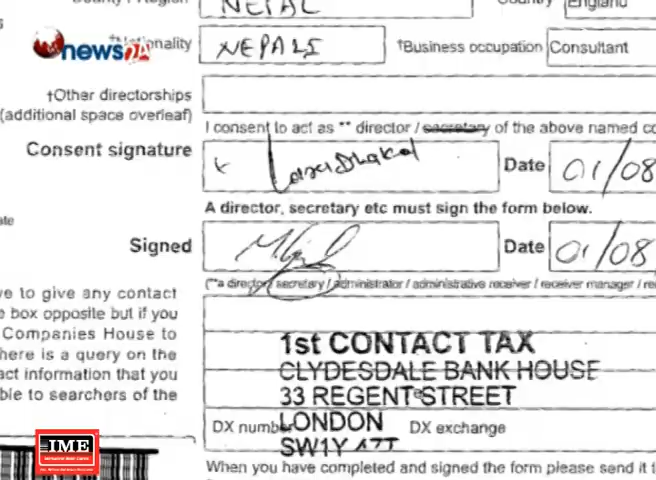 Country / Region NEPAL Country England
†Nationality NEPALI †Business occupation Consultant
news24
†Other directorships
(additional space overleaf)
I consent to act as ** director / secretary of the above named co
Consent signature Date 01/08
A director, secretary etc must sign the form below.
Signed Date 01/08
(**a director / secretary / administrator / administrative receiver / receiver manager / re
ve to give any contact
e box opposite but if you
Companies House to
here is a query on the
act information that you
ble to searchers of the
1st CONTACT TAX
CLYDESDALE BANK HOUSE
33 REGENT STREET
DX number LONDON DX exchange
SW1Y
IME
When you have completed and signed the form please send it t